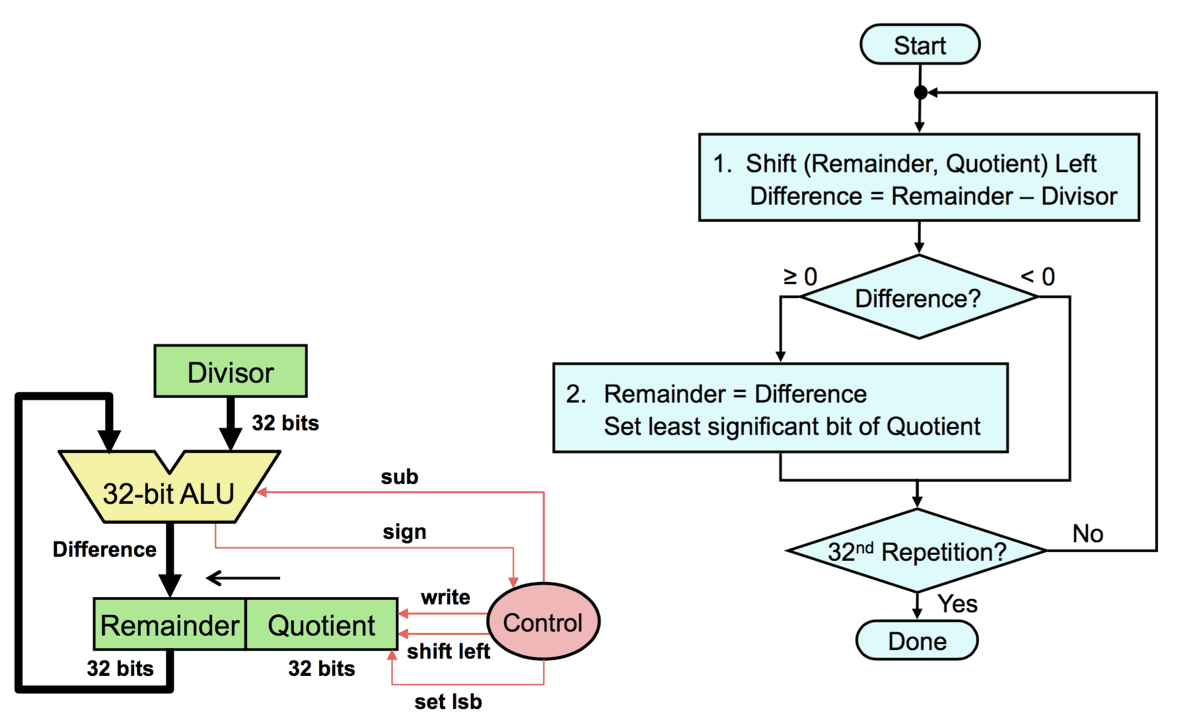 Start
1. Shift (Remainder, Quotient) Left
Difference = Remainder – Divisor
≥ 0
< 0
Difference?
2. Remainder = Difference
Set least significant bit of Quotient
32nd Repetition?
No
Yes
Done
Divisor
32 bits
32-bit ALU
sub
sign
Difference
write
Remainder
Quotient
Control
shift left
32 bits
32 bits
set lsb